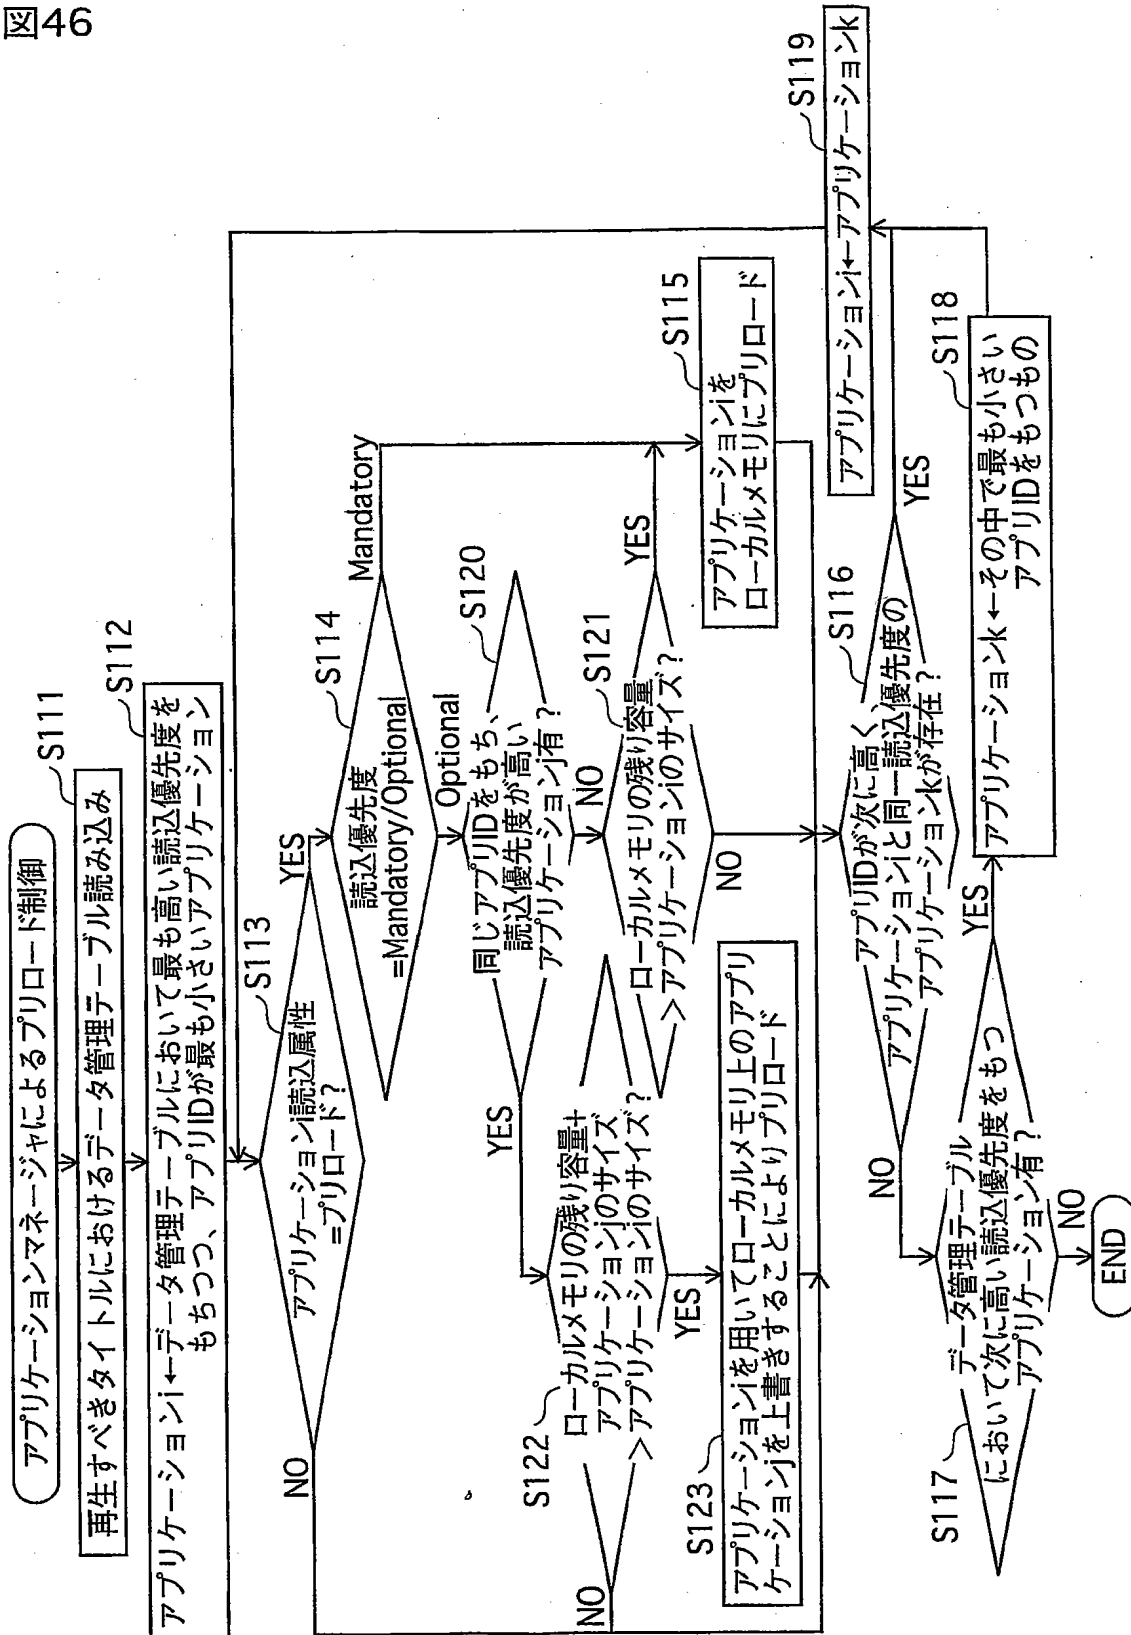 図46
アプリケーションマネージャによるプリロード制御
S111
再生すべきタイトルにおけるデータ管理テーブル読み込み
S112
アプリケーションi←データ管理テーブルにおいて最も高い読込優先度を
もちつつ、アプリIDが最も小さいアプリケーション
S113
アプリケーションi読込属性
=プリロード?
YES
NO
S114
読込優先度
=Mandatory/Optional
Mandatory
Optional
S120
同じアプリIDをもち、
読込優先度が高い
アプリケーションj有?
YES
NO
S121
ローカルメモリの残り容量
>アプリケーションiのサイズ?
YES
NO
S115
アプリケーションiを
ローカルメモリにプリロード
S122
ローカルメモリの残り容量+
アプリケーションjのサイズ
>アプリケーションiのサイズ?
YES
NO
S123
アプリケーションiを用いてローカルメモリ上のアプリ
ケーションjを上書きすることによりプリロード
S116
アプリIDが次に高く、
アプリケーションiと同一読込優先度の
アプリケーションkが存在?
YES
NO
S117
データ管理テーブル
において次に高い読込優先度をもつ
アプリケーション有?
YES
NO
S118
アプリケーションk←その中で最も小さい
アプリIDをもつもの
S119
アプリケーションi←アプリケーションk
END